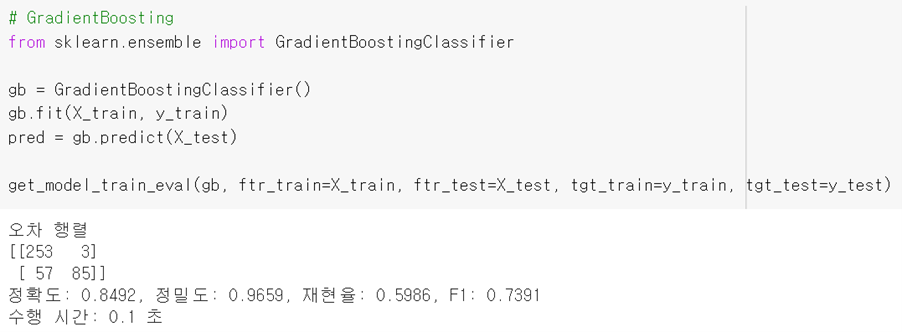 # GradientBoosting
from sklearn.ensemble import GradientBoostingClassifier
gb = GradientBoostingClassifier()
gb.fit(X_train, y_train)
pred = gb.predict(X_test)
get_model_train_eval(gb, ftr_train=X_train, ftr_test=X_test, tgt_train=y_train, tgt_test=y_test)
오차 행렬
[[253   3]
 [ 57  85]]
정확도: 0.8492, 정밀도: 0.9659, 재현율: 0.5986, F1: 0.7391
수행 시간: 0.1 초